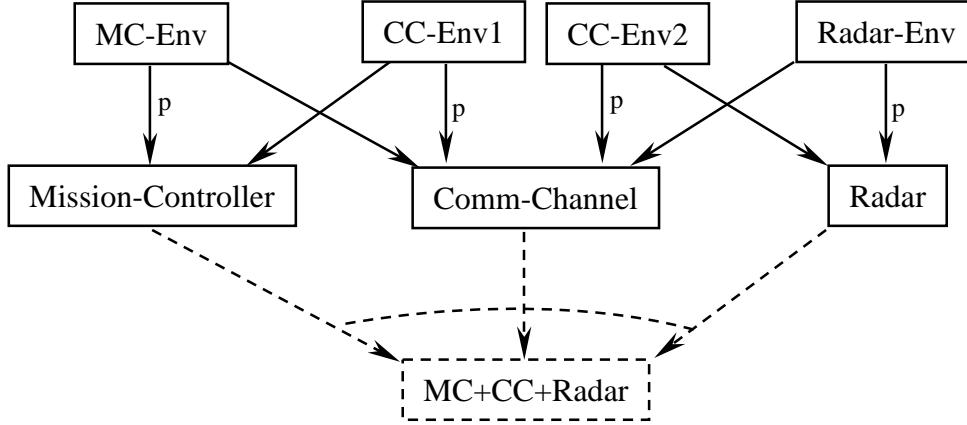 MC-Env
CC-Env1
CC-Env2
Radar-Env
p
p
p
p
Mission-Controller
Comm-Channel
Radar
MC+CC+Radar